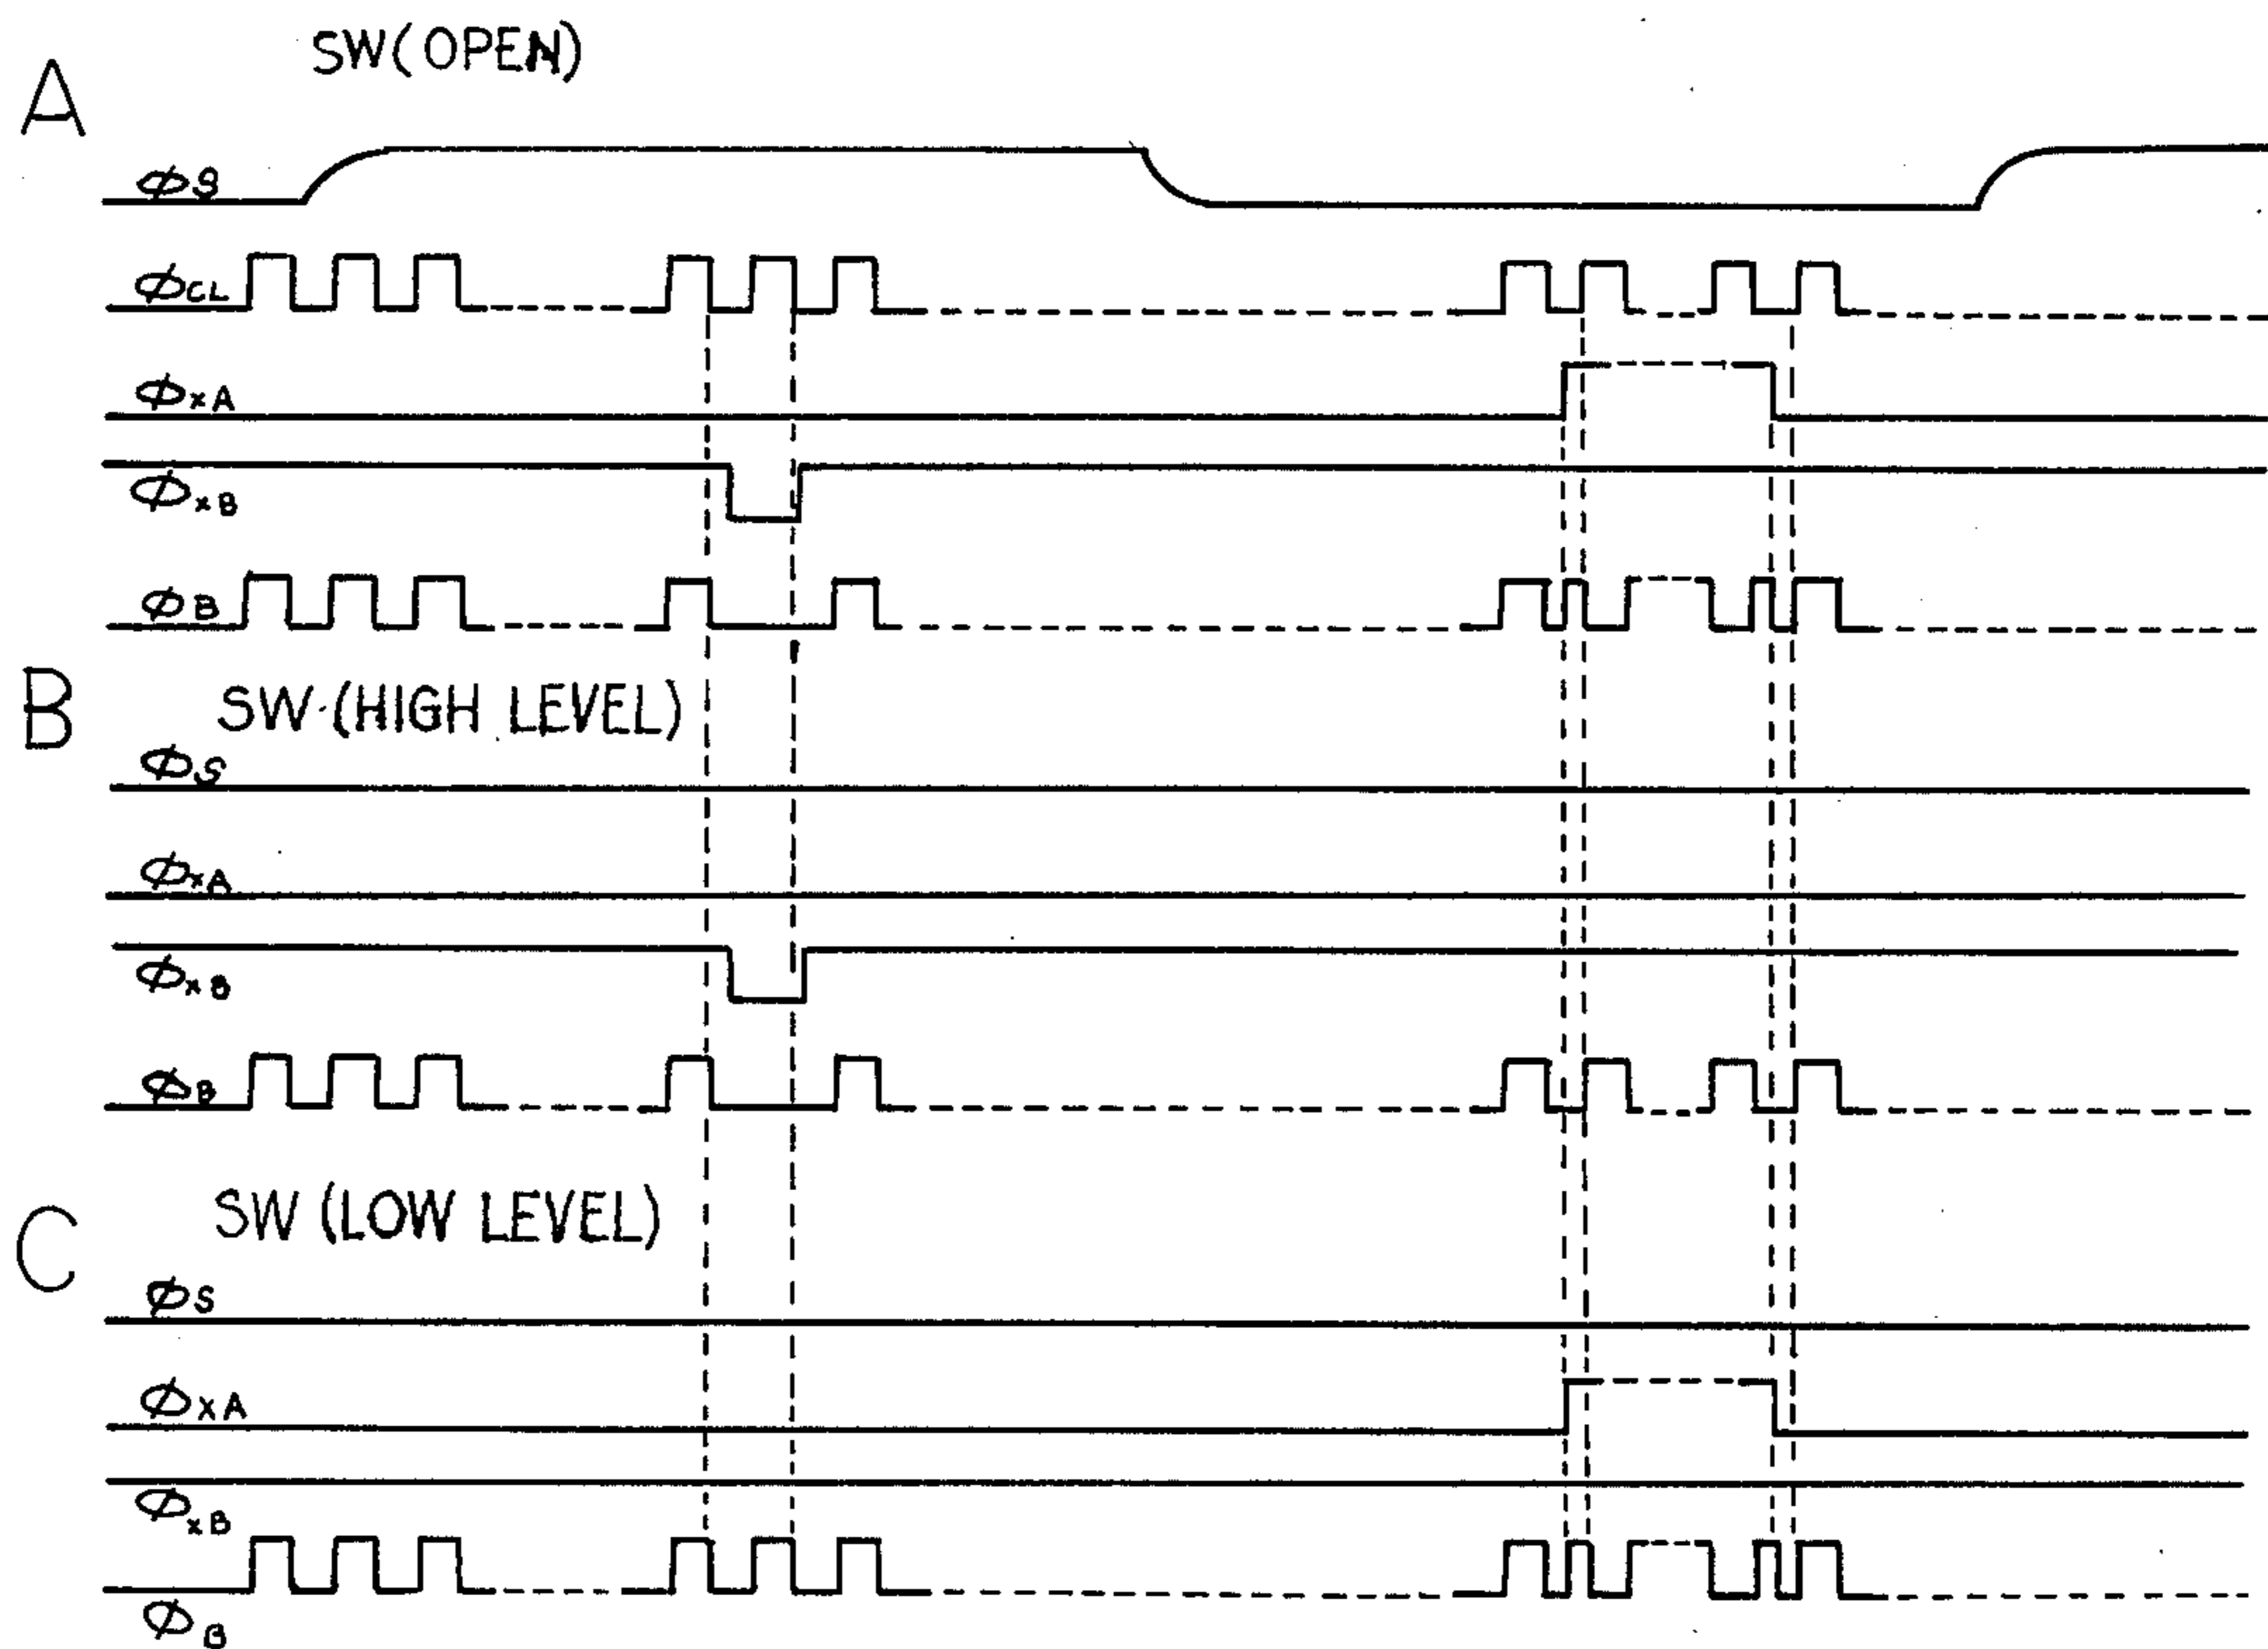 A
SW(OPEN)
ϕS
ϕCL
ϕxA
ϕxB
ϕB
B
SW (HIGH LEVEL)
ϕS
ϕxA
ϕxB
ϕB
C
SW (LOW LEVEL)
ϕS
ϕxA
ϕxB
ϕB